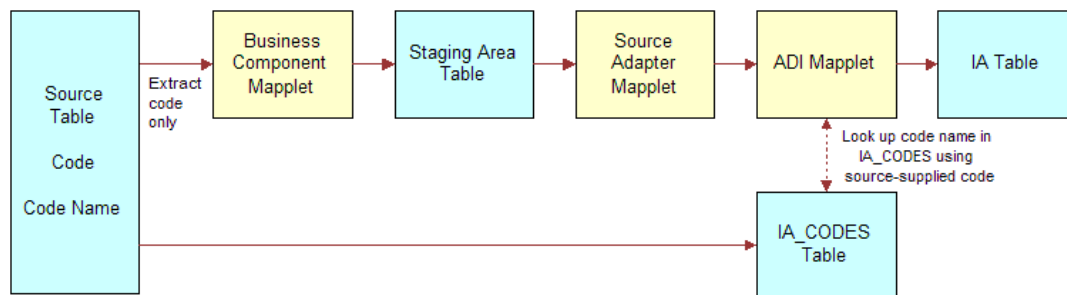 Source
Table
Code
Code Name
Extract
code
only
Business
Component
Mapplet
Staging Area
Table
Source
Adapter
Mapplet
ADI Mapplet
IA Table
Look up code name in
IA_CODES using
source-supplied code
IA_CODES
Table